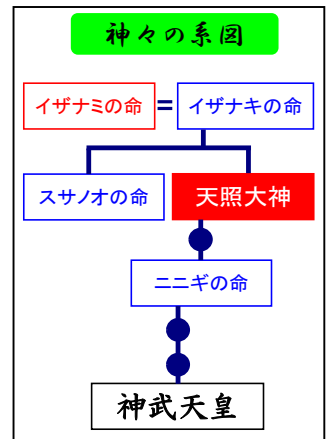 神々の系図
イザナミの命 = イザナキの命
スサノオの命 天照大神
ニニギの命
神武天皇